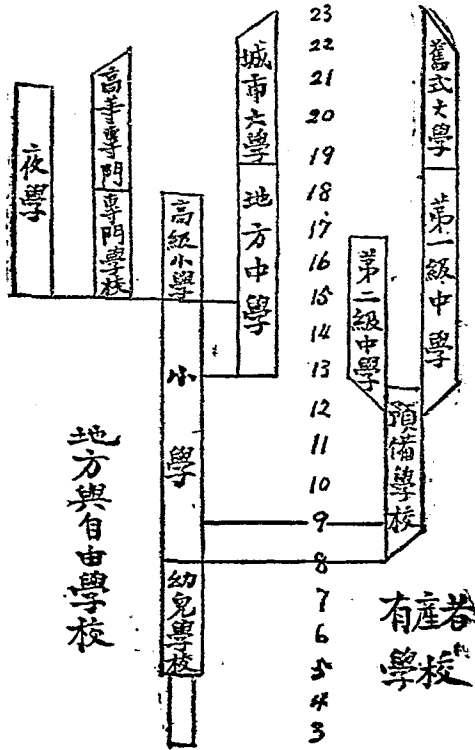 舊式大學
第一級中學
預備學校
第二級中學
有產者的
學校
23
22
21
20
19
18
17
16
15
14
13
12
11
10
9
8
7
6
5
4
3
城市大學
地方中學
高級小學
小學
幼兒學校
高等專門
專門學校
夜學
地方與自由學校